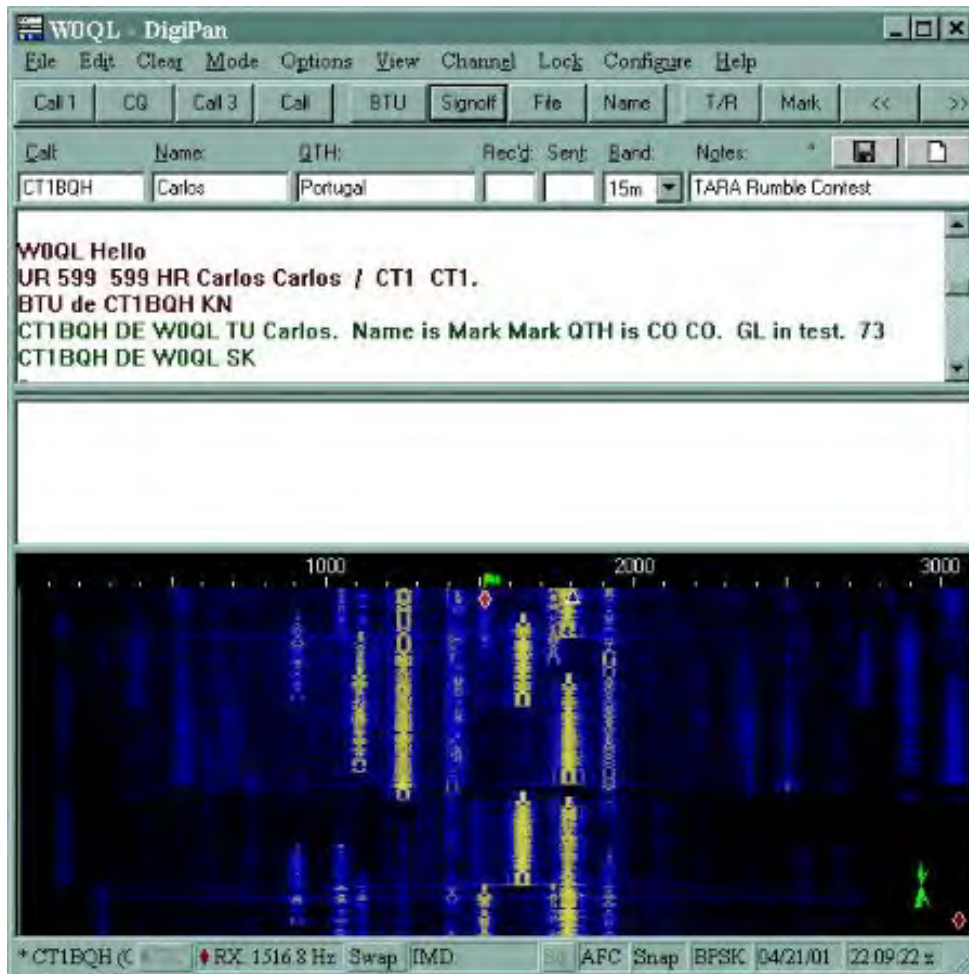 W0QL - DigiPan
File Edit Clear Mode Options View Channel Lock Configure Help
Call 1 CQ Call 3 Call BTU Signoff File Name T/R Mark << >>
Call: Name: QTH: Rec'd: Sent: Band: Notes: *
CT1BQH Carlos Portugal 15m TARA Rumble Contest
W0QL Hello
UR 599 599 HR Carlos Carlos / CT1 CT1.
BTU de CT1BQH KN
CT1BQH DE W0QL TU Carlos. Name is Mark Mark QTH is CO CO. GL in test. 73
CT1BQH DE W0QL SK
1000 2000 3000
* CT1BQH RX: 1516.8 Hz Swap IMD Sq AFC Snap BPSK 04/21/01 22:09:22 z